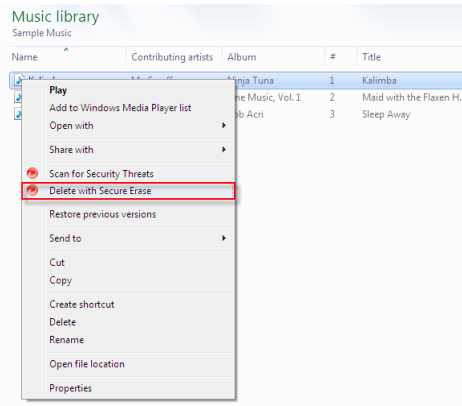 Music library
Sample Music
Name Contributing artists Album # Title
Ninja Tuna 1 Kalimba
ne Music, Vol. 1 2 Maid with the Flaxen H.
ob Acri 3 Sleep Away
Play
Add to Windows Media Player list
Open with
Share with
Scan for Security Threats
Delete with Secure Erase
Restore previous versions
Send to
Cut
Copy
Create shortcut
Delete
Rename
Open file location
Properties